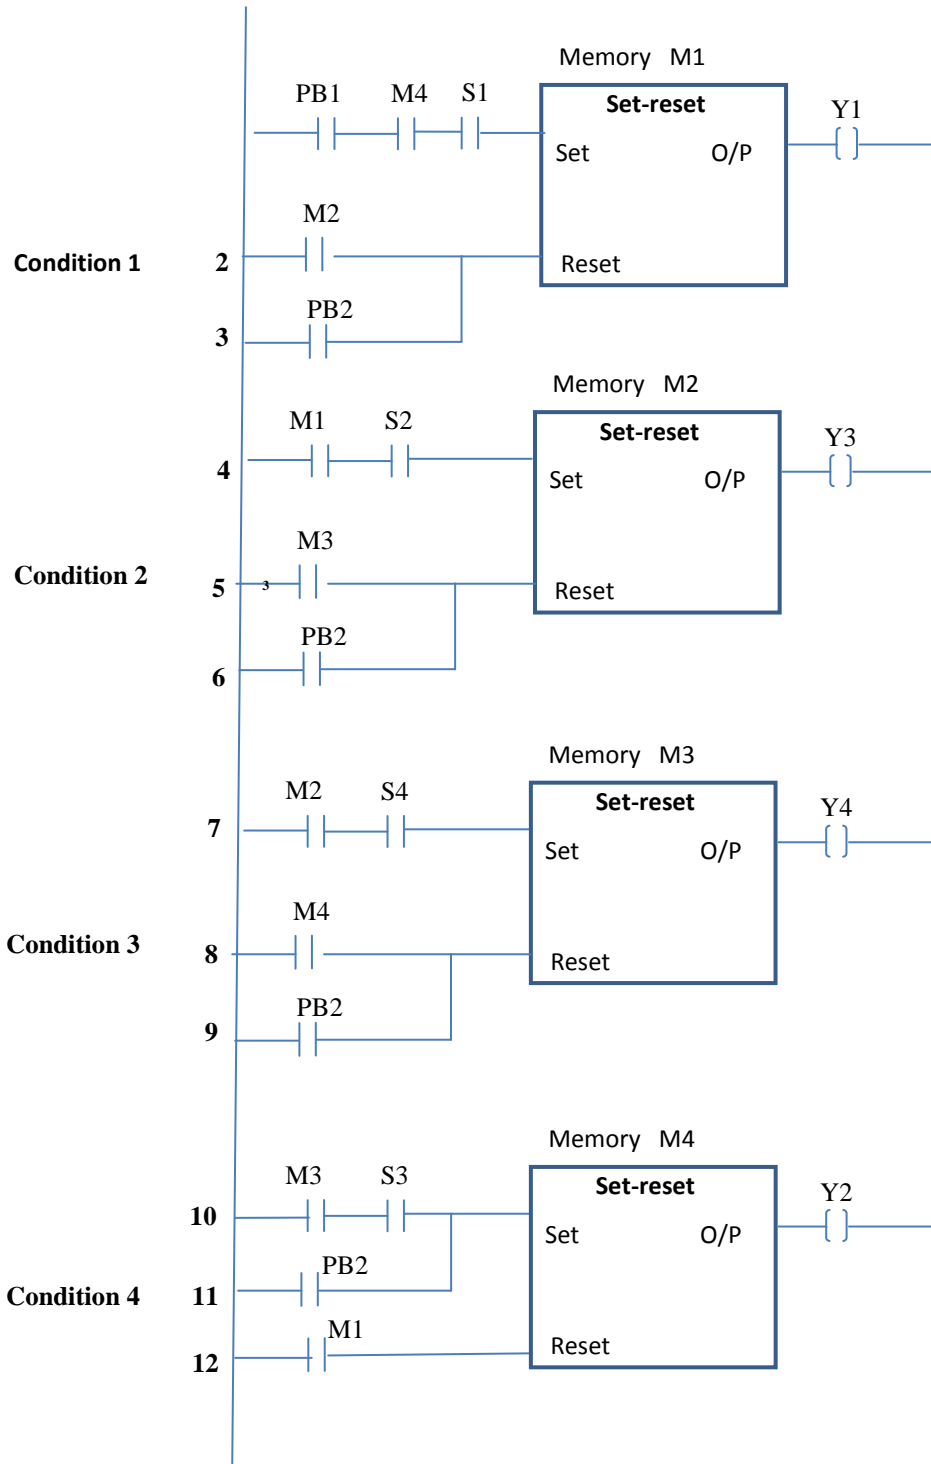 Memory M1
PB1 M4 S1 Set-reset Y1
Set O/P
M2
Condition 1 2 Reset
PB2
3
Memory M2
M1 S2 Set-reset Y3
4 Set O/P
M3
Condition 2 5 3 Reset
PB2
6
Memory M3
M2 S4 Set-reset Y4
7 Set O/P
M4
Condition 3 8 Reset
PB2
9
Memory M4
M3 S3 Set-reset Y2
10 Set O/P
PB2
Condition 4 11
M1
12 Reset